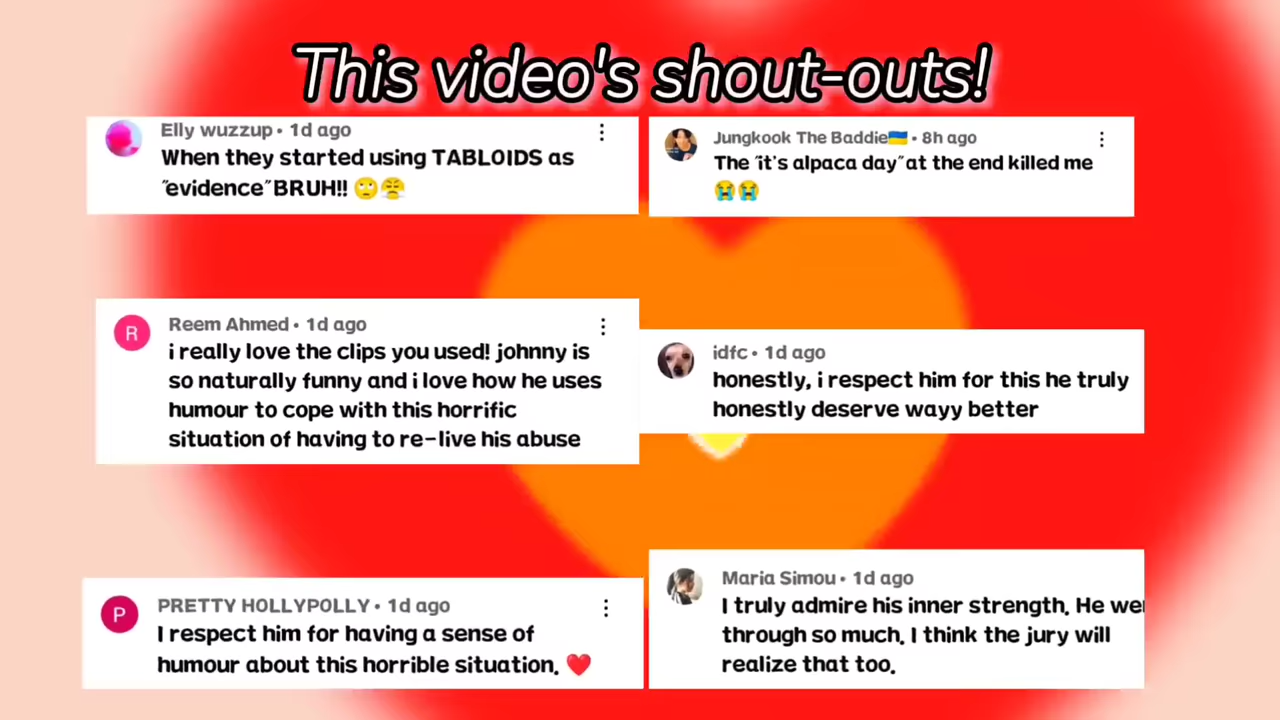 This video's shout-outs!
Elly wuzzup • 1d ago
When they started using TABLOIDS as
"evidence" BRUH!! 🙄😤
Jungkook The Baddie🇺🇦 • 8h ago
The "it's alpaca day" at the end killed me
😭😭
R
Reem Ahmed • 1d ago
i really love the clips you used! johnny is
so naturally funny and i love how he uses
humour to cope with this horrific
situation of having to re-live his abuse
idfc • 1d ago
honestly, i respect him for this he truly
honestly deserve wayy better
P
PRETTY HOLLYPOLLY • 1d ago
I respect him for having a sense of
humour about this horrible situation. ❤️
Maria Simou • 1d ago
I truly admire his inner strength. He
through so much. I think the jury will
realize that too.